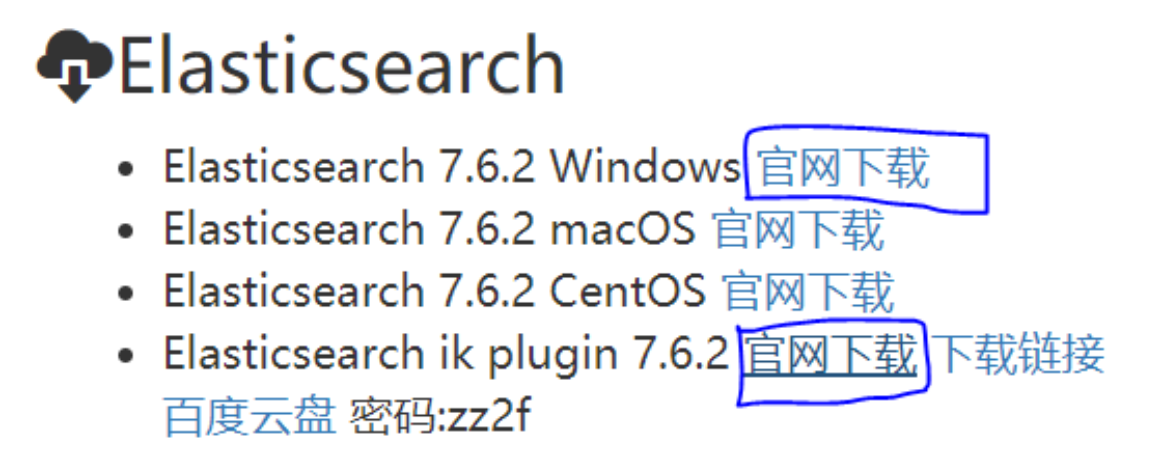 Elasticsearch
Elasticsearch 7.6.2 Windows 官网下载
Elasticsearch 7.6.2 macOS 官网下载
Elasticsearch 7.6.2 CentOS 官网下载
Elasticsearch ik plugin 7.6.2 官网下载 下载链接
百度云盘 密码:zz2f